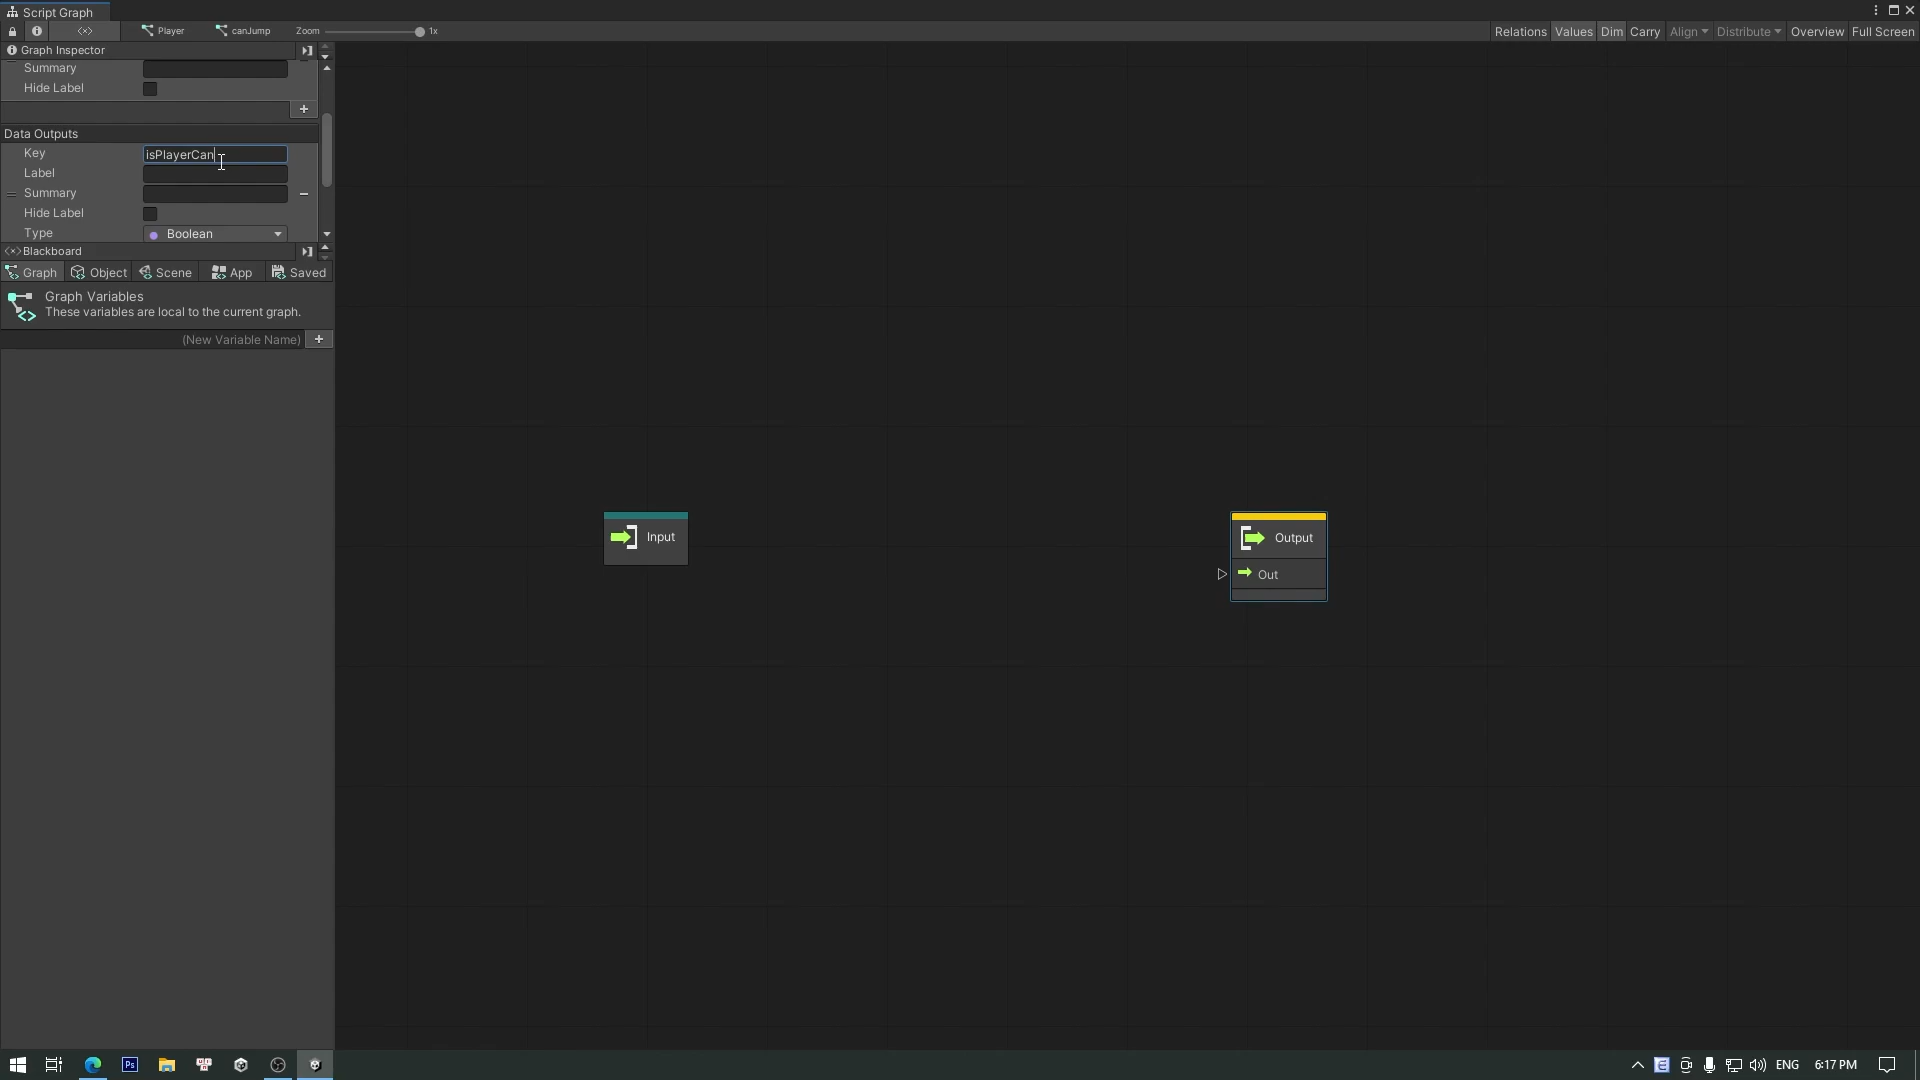 Script Graph
Player
canJump
Zoom
1x
Relations
Values
Dim
Carry
Align
Distribute
Overview
Full Screen
Graph Inspector
Summary
Hide Label
Data Outputs
Key
isPlayerCan
Label
Summary
Hide Label
Type
Boolean
Blackboard
Graph
Object
Scene
App
Saved
Graph Variables
These variables are local to the current graph.
(New Variable Name)
Input
Output
Out
Ps
ENG
6:17 PM